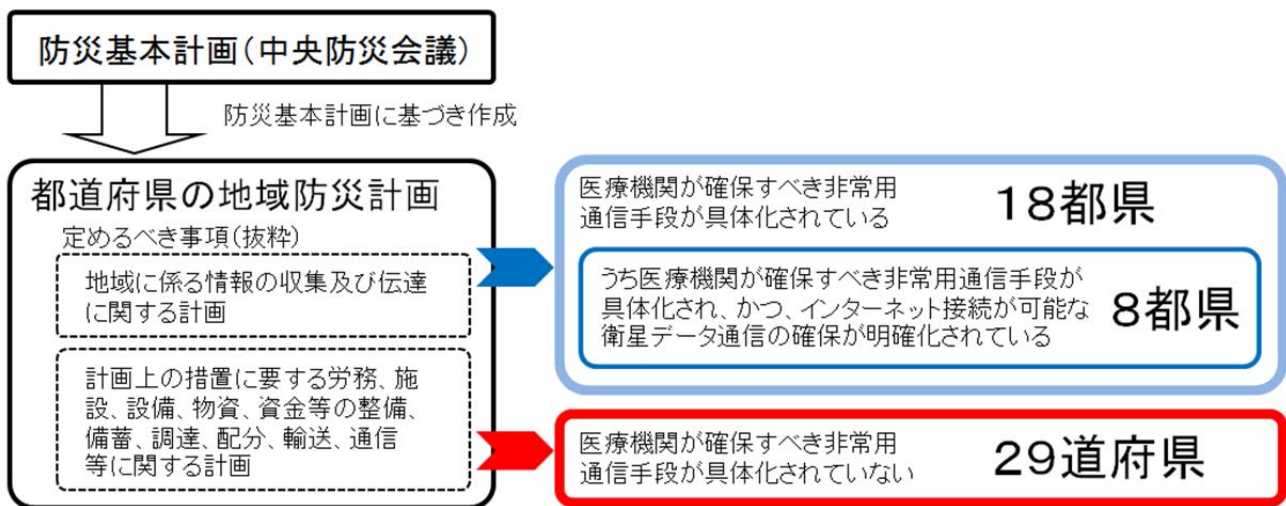 防災基本計画(中央防災会議)
防災基本計画に基づき作成
都道府県の地域防災計画
定めるべき事項(抜粋)
地域に係る情報の収集及び伝達
に関する計画
計画上の措置に要する労務、施
設、設備、物資、資金等の整備、
備蓄、調達、配分、輸送、通信
等に関する計画
医療機関が確保すべき非常用
通信手段が具体化されている
18都県
うち医療機関が確保すべき非常用通信手段が
具体化され、かつ、インターネット接続が可能な
衛星データ通信の確保が明確化されている
8都県
医療機関が確保すべき非常用
通信手段が具体化されていない
29道府県